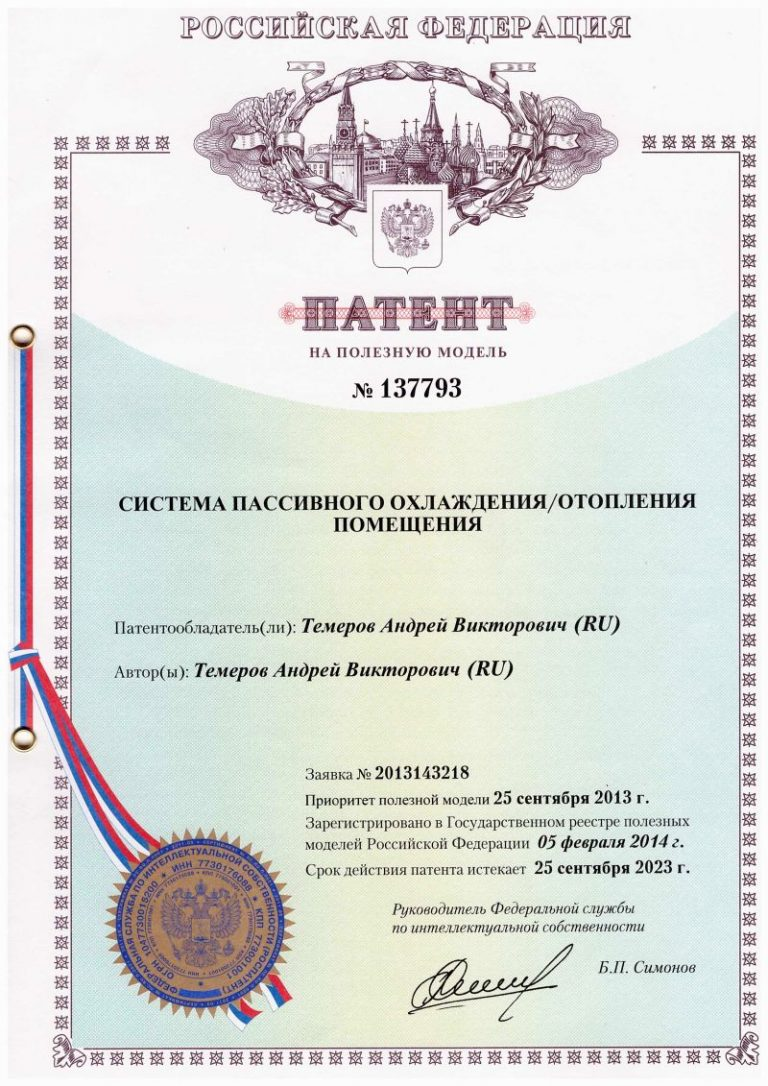 РОССИЙСКАЯ ФЕДЕРАЦИЯ
ПАТЕНТ
НА ПОЛЕЗНУЮ МОДЕЛЬ
№ 137793
СИСТЕМА ПАССИВНОГО ОХЛАЖДЕНИЯ/ОТОПЛЕНИЯ
ПОМЕЩЕНИЯ
Патентообладатель(ли): Темеров Андрей Викторович (RU)
Автор(ы): Темеров Андрей Викторович (RU)
Заявка № 2013143218
Приоритет полезной модели 25 сентября 2013 г.
Зарегистрировано в Государственном реестре полезных
моделей Российской Федерации 05 февраля 2014 г.
Срок действия патента истекает 25 сентября 2023 г.
Руководитель Федеральной службы
по интеллектуальной собственности
Б.П. Симонов
ФЕДЕРАЛЬНАЯ СЛУЖБА ПО ИНТЕЛЛЕКТУАЛЬНОЙ СОБСТВЕННОСТИ (РОСПАТЕНТ)
ОГРН 1047730015200 * ИНН 7730176088 * КПП 773001001